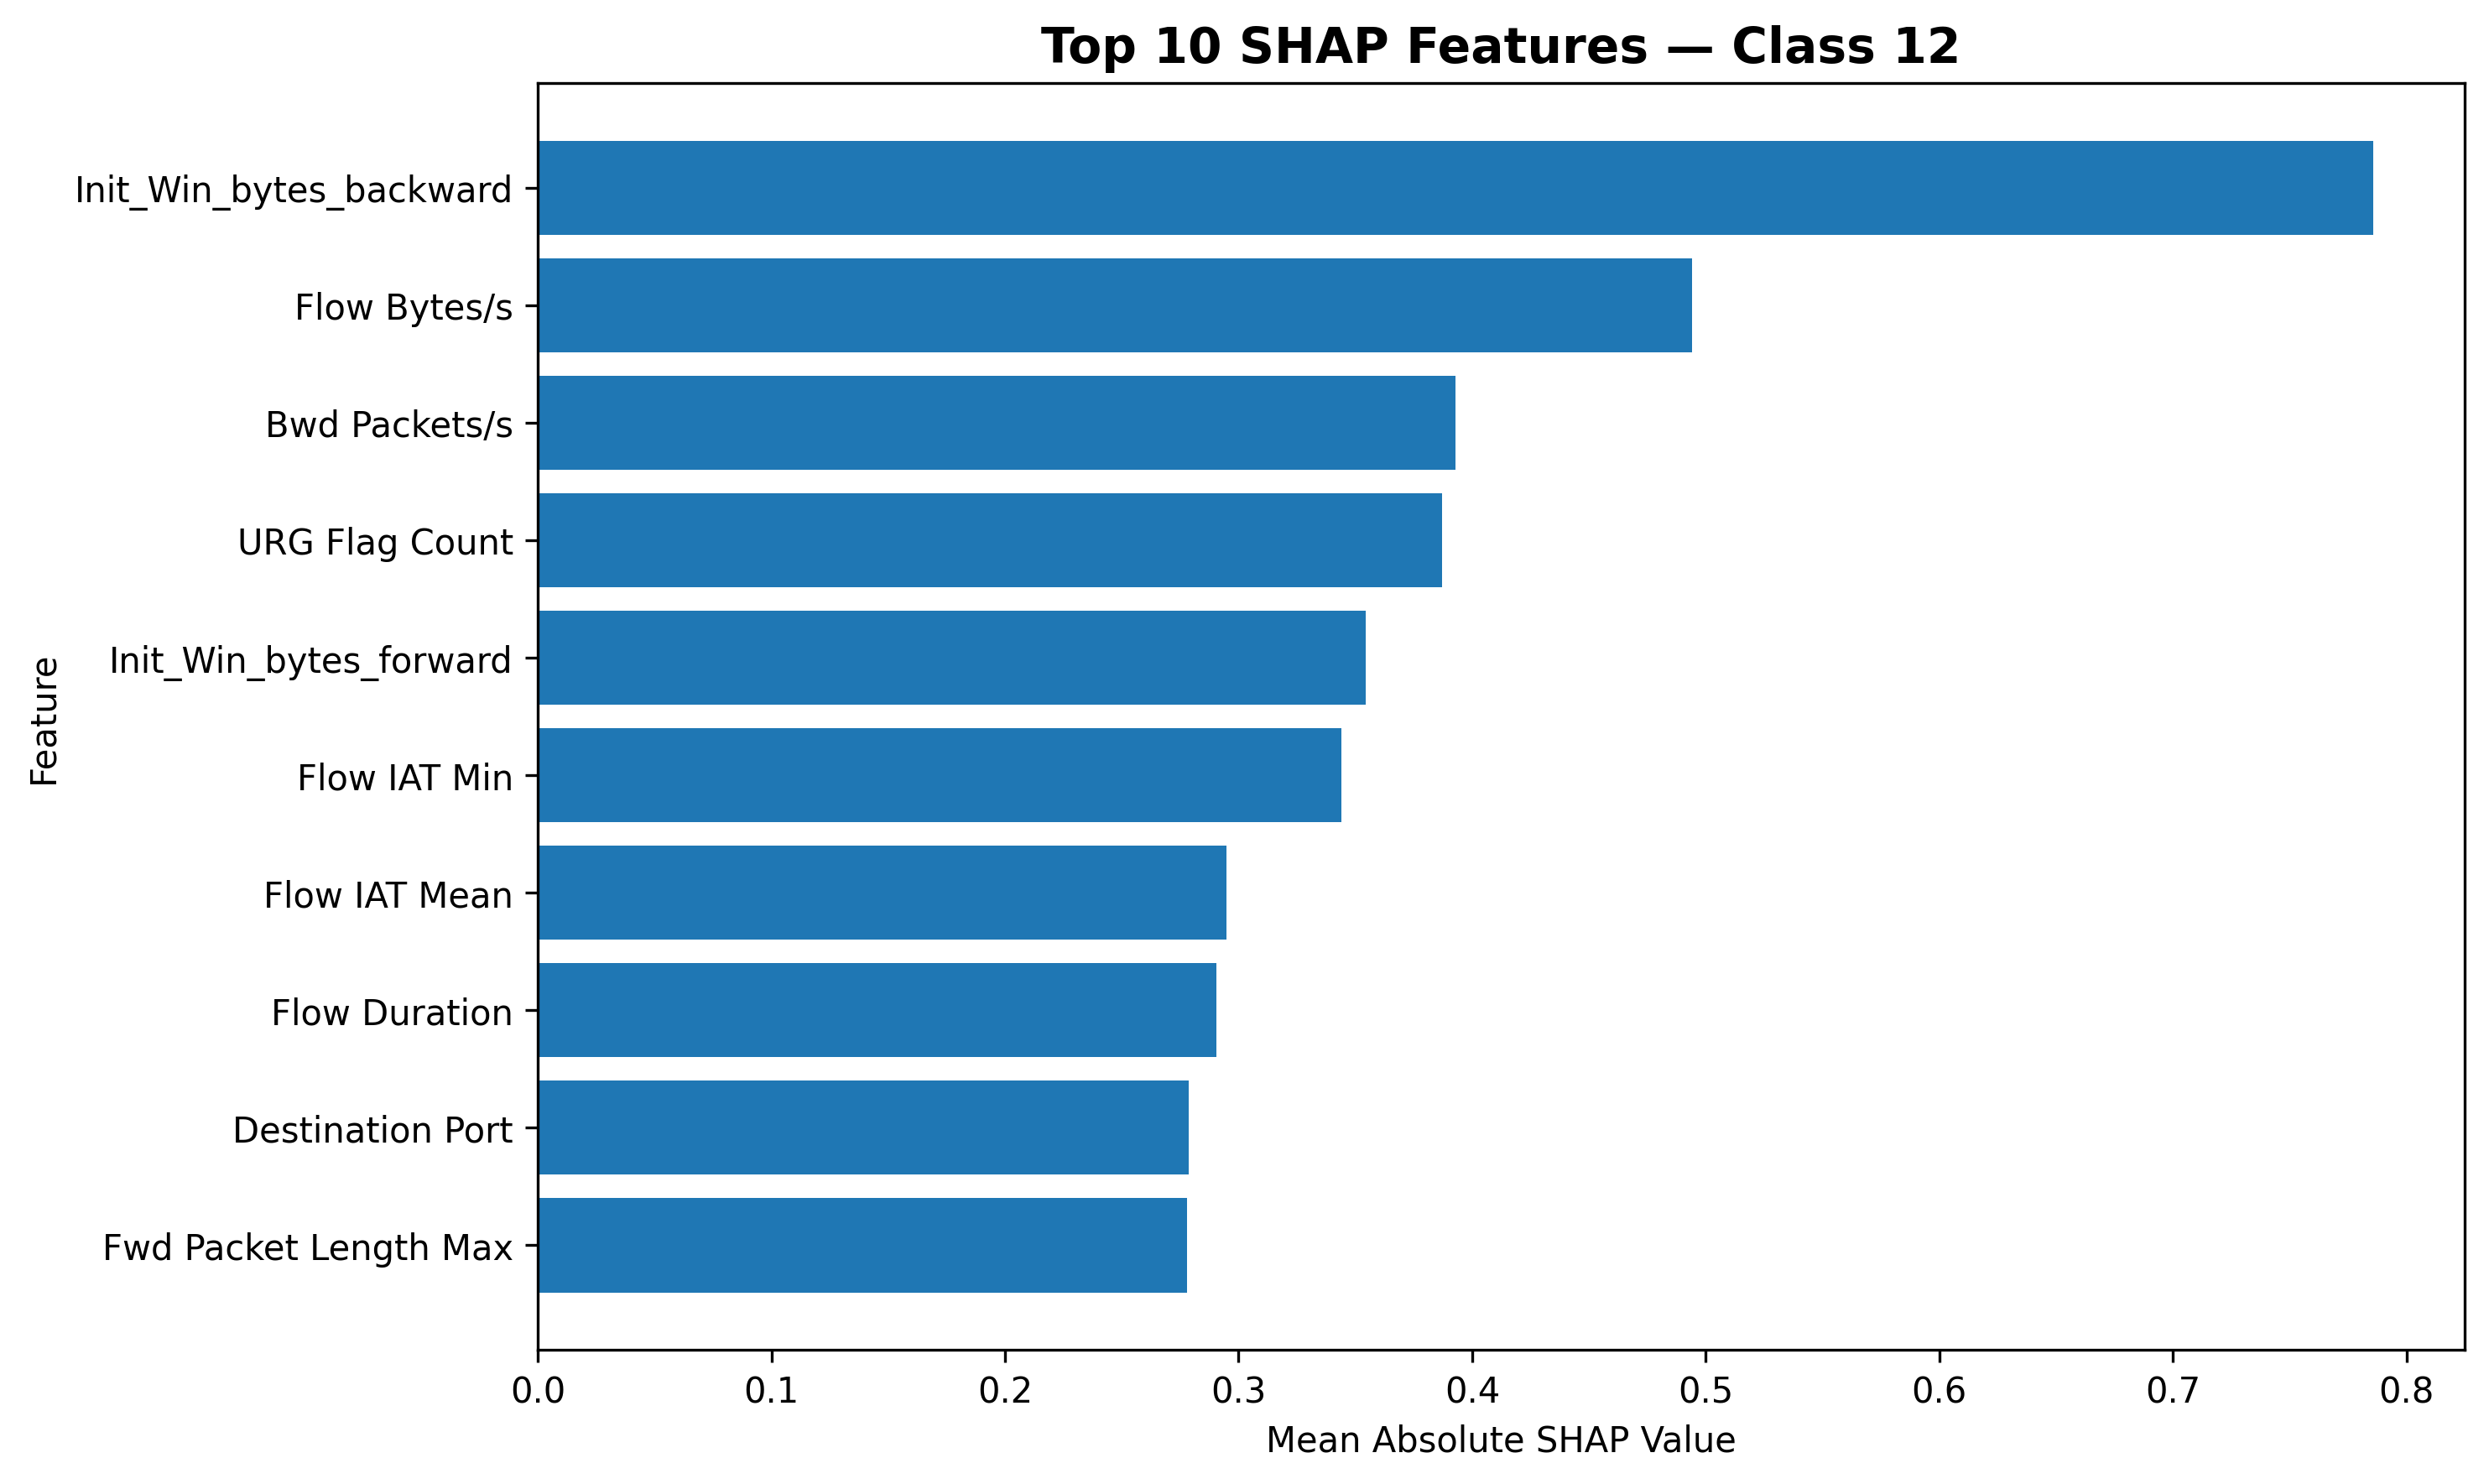 Top 10 SHAP Features — Class 12
Init_Win_bytes_backward
Flow Bytes/s
Bwd Packets/s
URG Flag Count
Init_Win_bytes_forward
Flow IAT Min
Flow IAT Mean
Flow Duration
Destination Port
Fwd Packet Length Max
Feature
0.0 0.1 0.2 0.3 0.4 0.5 0.6 0.7 0.8
Mean Absolute SHAP Value